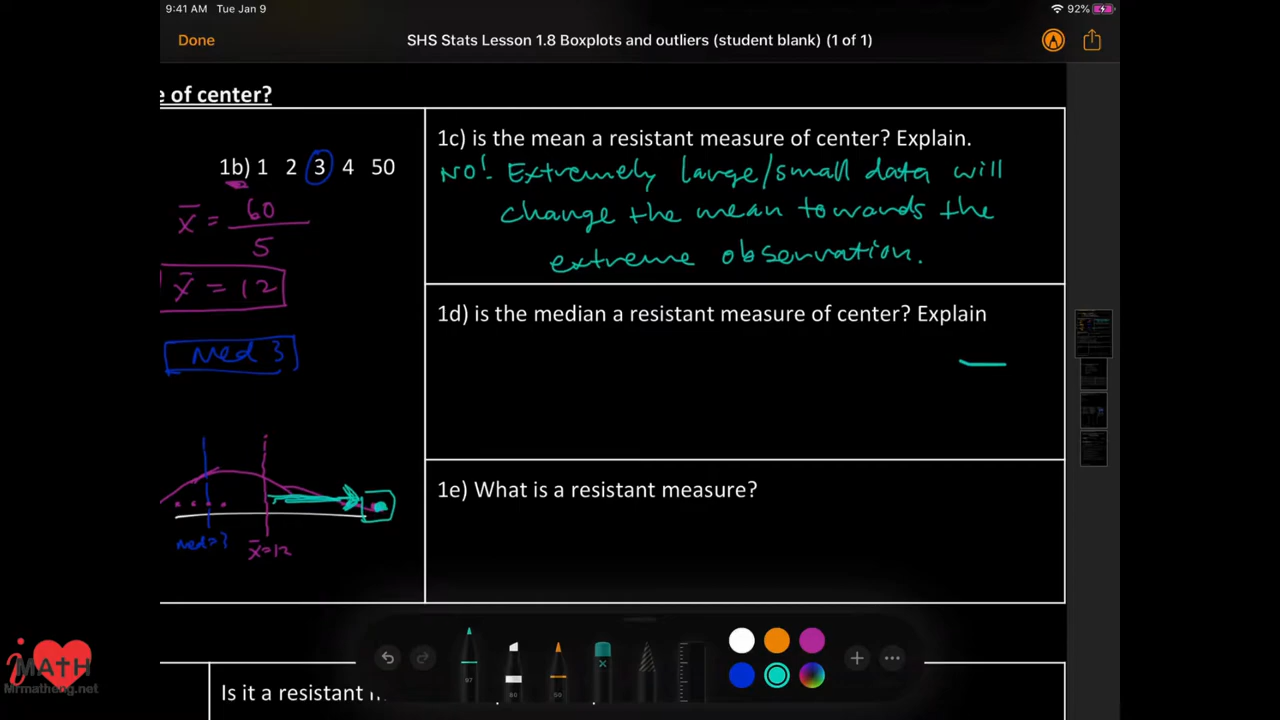 9:41 AM Tue Jan 9
92%
Done
SHS Stats Lesson 1.8 Boxplots and outliers (student blank) (1 of 1)
e of center?
1b) 1 2 3 4 50
x̄ = 60
5
x̄ = 12
Med 3
med=3
x̄=12
1c) is the mean a resistant measure of center? Explain.
NO! Extremely large/small data will
change the mean towards the
extreme observation.
1d) is the median a resistant measure of center? Explain
1e) What is a resistant measure?
Is it a resistant
97
80
50
i MATH
Mrmatheng.net